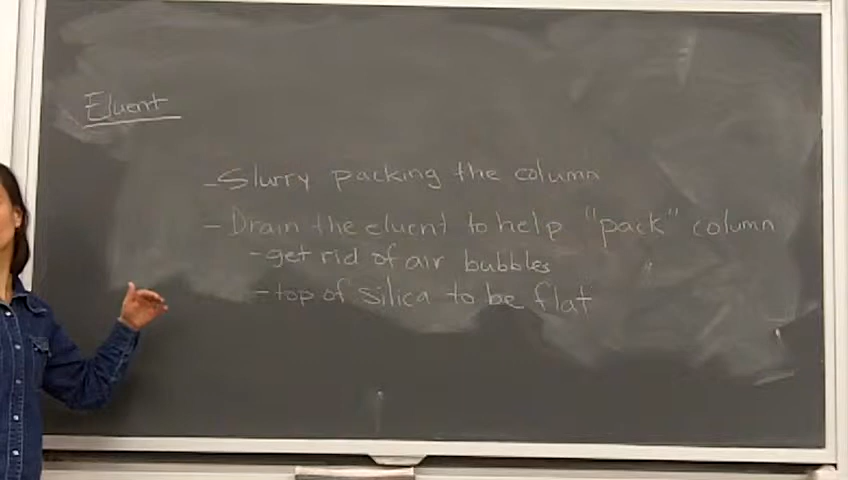 Eluent
- Slurry packing the column
- Drain the eluent to help "pack" column
- get rid of air bubbles
- top of silica to be flat